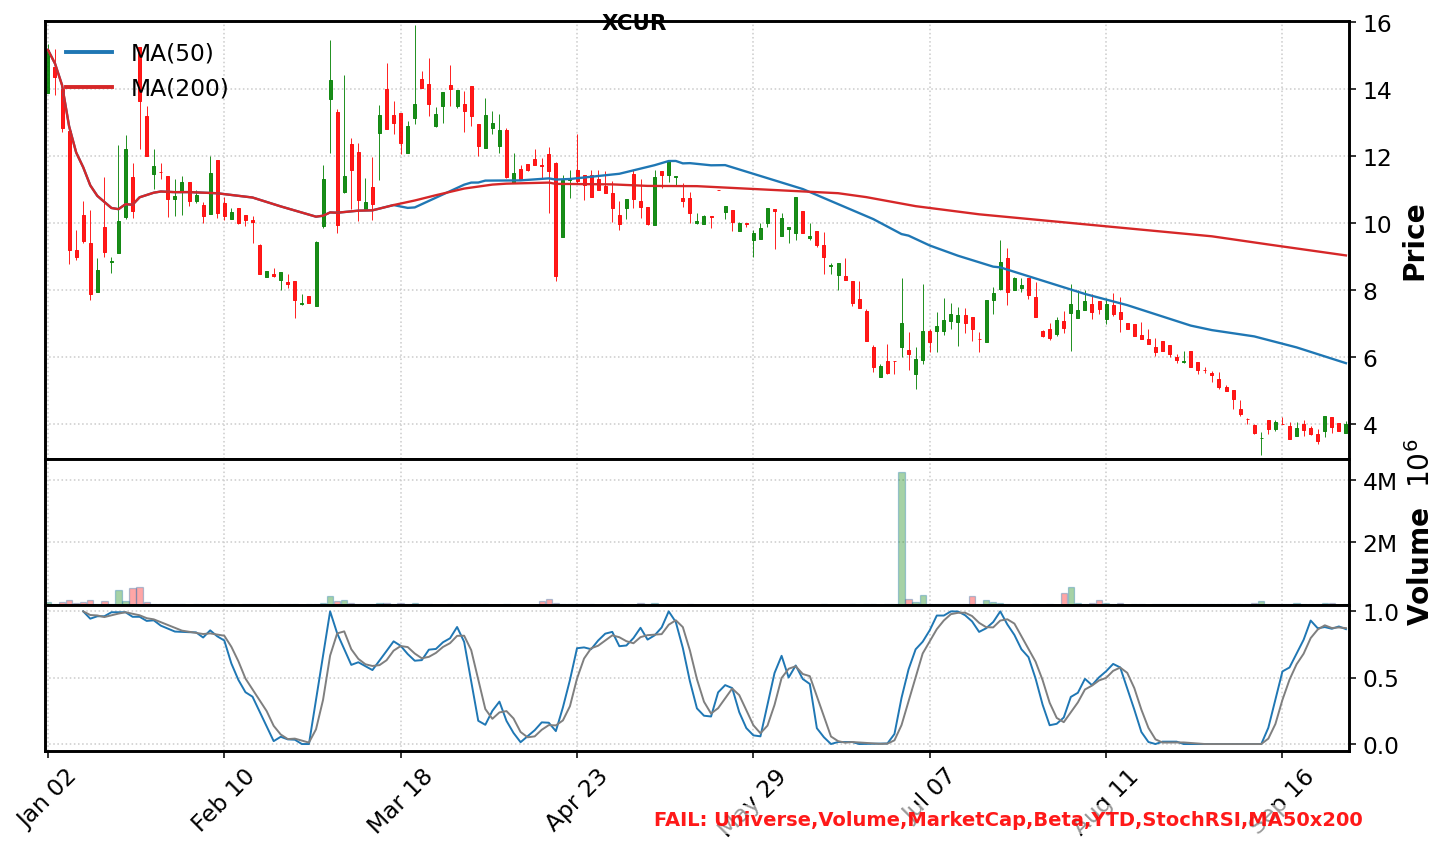 XCUR
MA(50)
MA(200)
16
14
12
10
8
6
4
Price
4M
2M
Volume 10⁶
1.0
0.5
0.0
Jan 02
Feb 10
Mar 18
Apr 23
May 29
Jul 07
Aug 11
Sep 16
FAIL: Universe,Volume,MarketCap,Beta,YTD,StochRSI,MA50x200